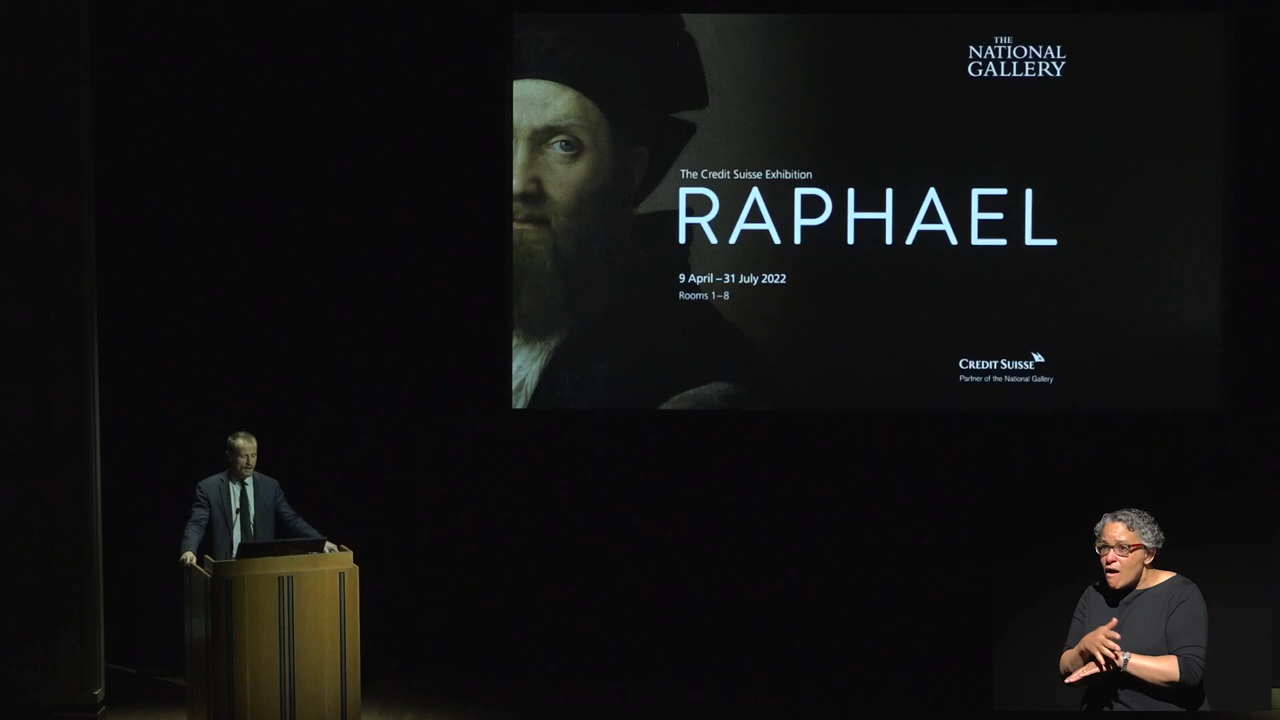 THE
NATIONAL
GALLERY
The Credit Suisse Exhibition
RAPHAEL
9 April – 31 July 2022
Rooms 1–8
CREDIT SUISSE
Partner of the National Gallery